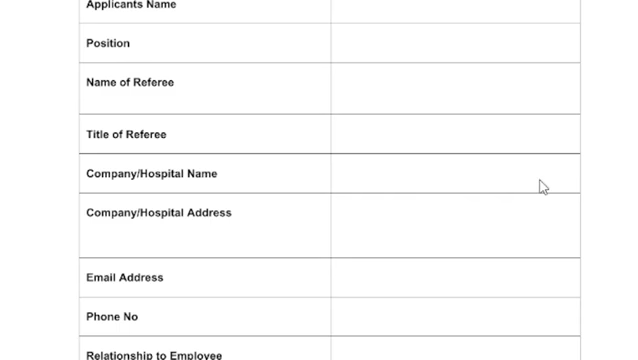 Applicants Name
Position
Name of Referee
Title of Referee
Company/Hospital Name
Company/Hospital Address
Email Address
Phone No
Relationship to Employee